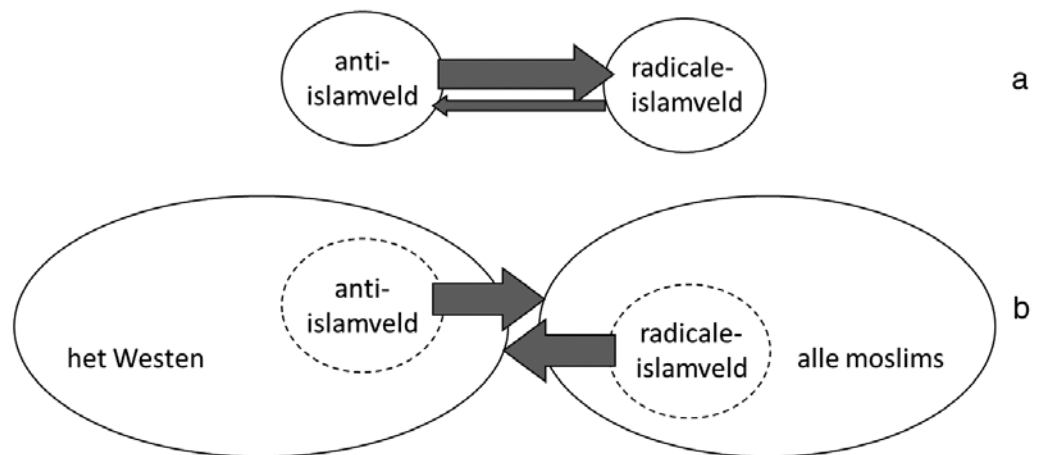 anti-
islamveld
radicale-
islamveld
a
anti-
islamveld
het Westen
radicale-
islamveld
alle moslims
b